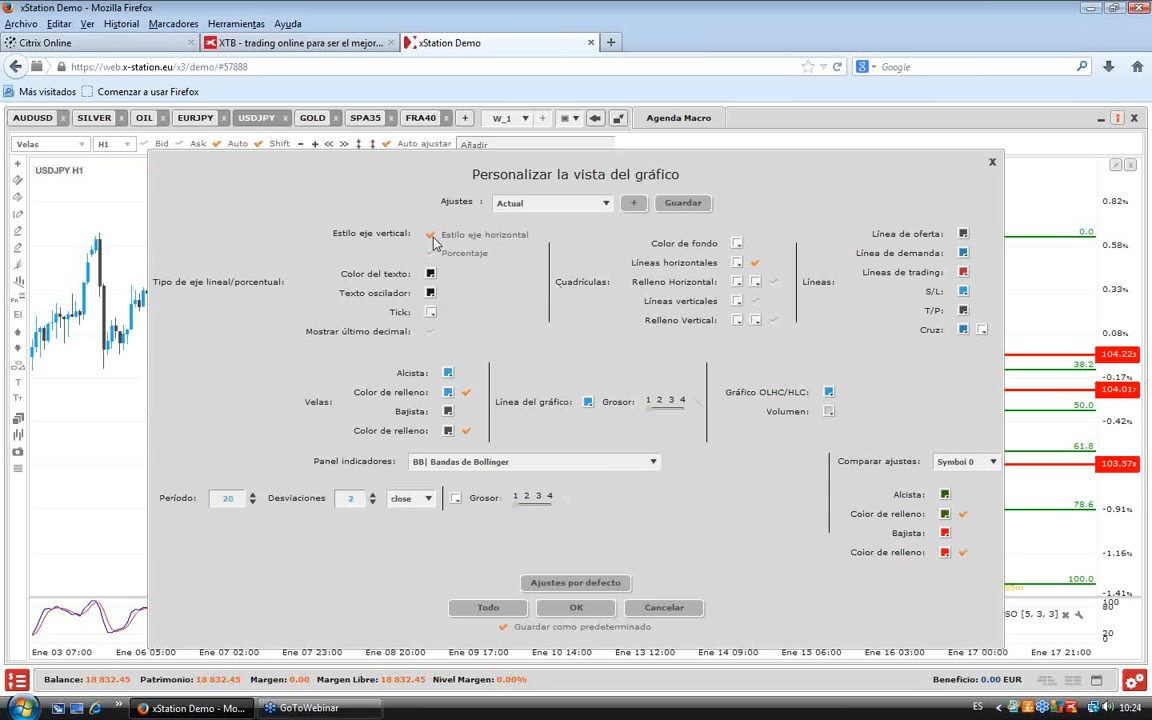 xStation Demo - Mozilla Firefox
Archivo Editar Ver Historial Marcadores Herramientas Ayuda
Citrix Online
XTB - trading online para ser el mejor...
xStation Demo
https://web.x-station.eu/x3/demo/#57888
Google
Más visitados Comenzar a usar Firefox
AUDUSD x SILVER x OIL x EURJPY x USDJPY x GOLD x SPA35 x FRA40 x + W_1 Agenda Macro
Velas H1 Bid Ask Auto Shift Auto ajustar Añadir
USDJPY H1
Personalizar la vista del gráfico
Ajustes : Actual + Guardar
Estilo eje vertical: Estilo eje horizontal
Porcentaje
Tipo de eje lineal/porcentual:
Color del texto:
Texto oscilador:
Tick:
Mostrar último decimal:
Cuadrículas:
Color de fondo
Líneas horizontales
Relleno Horizontal:
Líneas verticales
Relleno Vertical:
Líneas:
Línea de oferta:
Línea de demanda:
Líneas de trading:
S/L:
T/P:
Cruz:
Velas:
Alcista:
Color de relleno:
Bajista:
Color de relleno:
Línea del gráfico: Grosor: 1 2 3 4
Gráfico OLHC/HLC:
Volumen:
Panel indicadores: BB| Bandas de Bollinger
Período: 20 Desviaciones 2 close Grosor: 1 2 3 4
Comparar ajustes: Symbol 0
Alcista:
Color de relleno:
Bajista:
Color de relleno:
Ajustes por defecto
Todo OK Cancelar
Guardar como predeterminado
0.82%
0.0
0.58%
0.33%
0.08%
104.223
38.2
-0.17%
104.017
50.0
61.8
103.578
78.6
-1.16%
100.0
-1.41%
SO [5, 3, 3]
100
80
20
0
Ene 03 07:00 Ene 06 05:00 Ene 07 02:00 Ene 07 23:00 Ene 08 20:00 Ene 09 17:00 Ene 10 14:00 Ene 13 12:00 Ene 14 09:00 Ene 15 06:00 Ene 16 03:00 Ene 17 00:00 Ene 17 21:00
Balance: 18 832.45 Patrimonio: 18 832.45 Margen: 0.00 Margen Libre: 18 832.45 Nivel Margen: 0.00% Beneficio: 0.00 EUR
xStation Demo - Mo...
GoToWebinar
ES
10:24